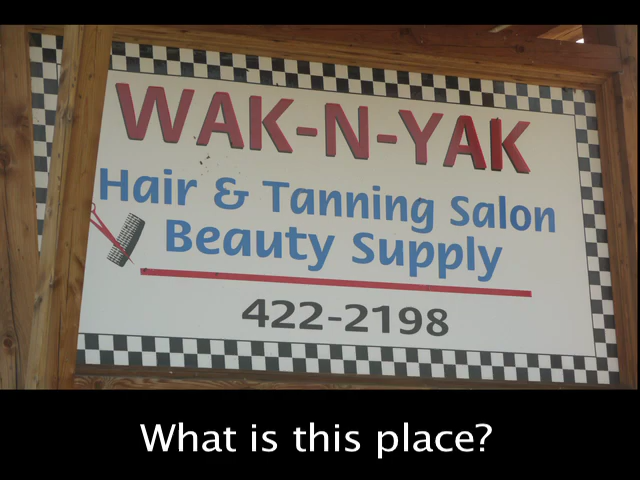 WAK-N-YAK
Hair & Tanning Salon
Beauty Supply
422-2198
What is this place?